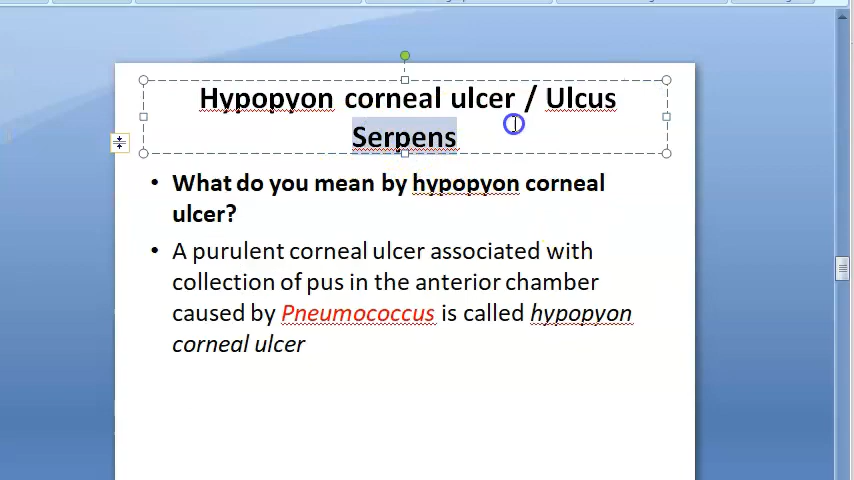 Hypopyon corneal ulcer / Ulcus
Serpens
• What do you mean by hypopyon corneal
ulcer?
• A purulent corneal ulcer associated with
collection of pus in the anterior chamber
caused by Pneumococcus is called hypopyon
corneal ulcer